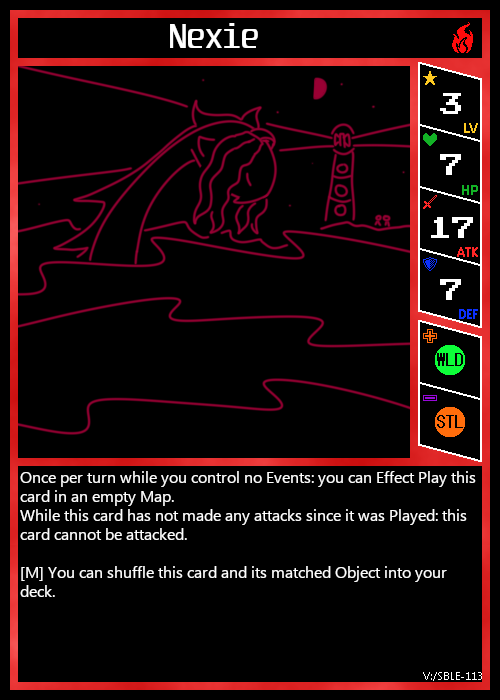 Nexie
3
LV
7
HP
17
ATK
7
DEF
WLD
STL
Once per turn while you control no Events: you can Effect Play this
card in an empty Map.
While this card has not made any attacks since it was Played: this
card cannot be attacked.
[M] You can shuffle this card and its matched Object into your
deck.
V:/SBLE-113